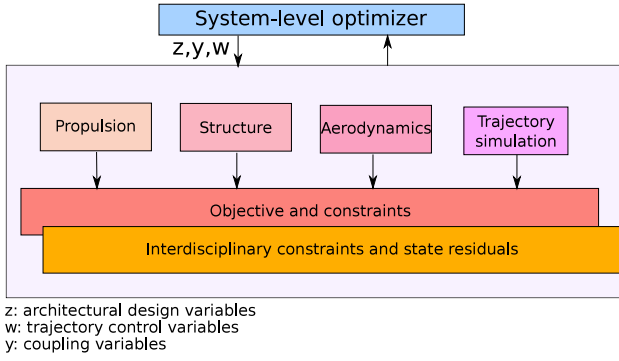 System-level optimizer
z,y,w
Propulsion
Structure
Aerodynamics
Trajectory
simulation
Objective and constraints
Interdisciplinary constraints and state residuals
z: architectural design variables
w: trajectory control variables
y: coupling variables